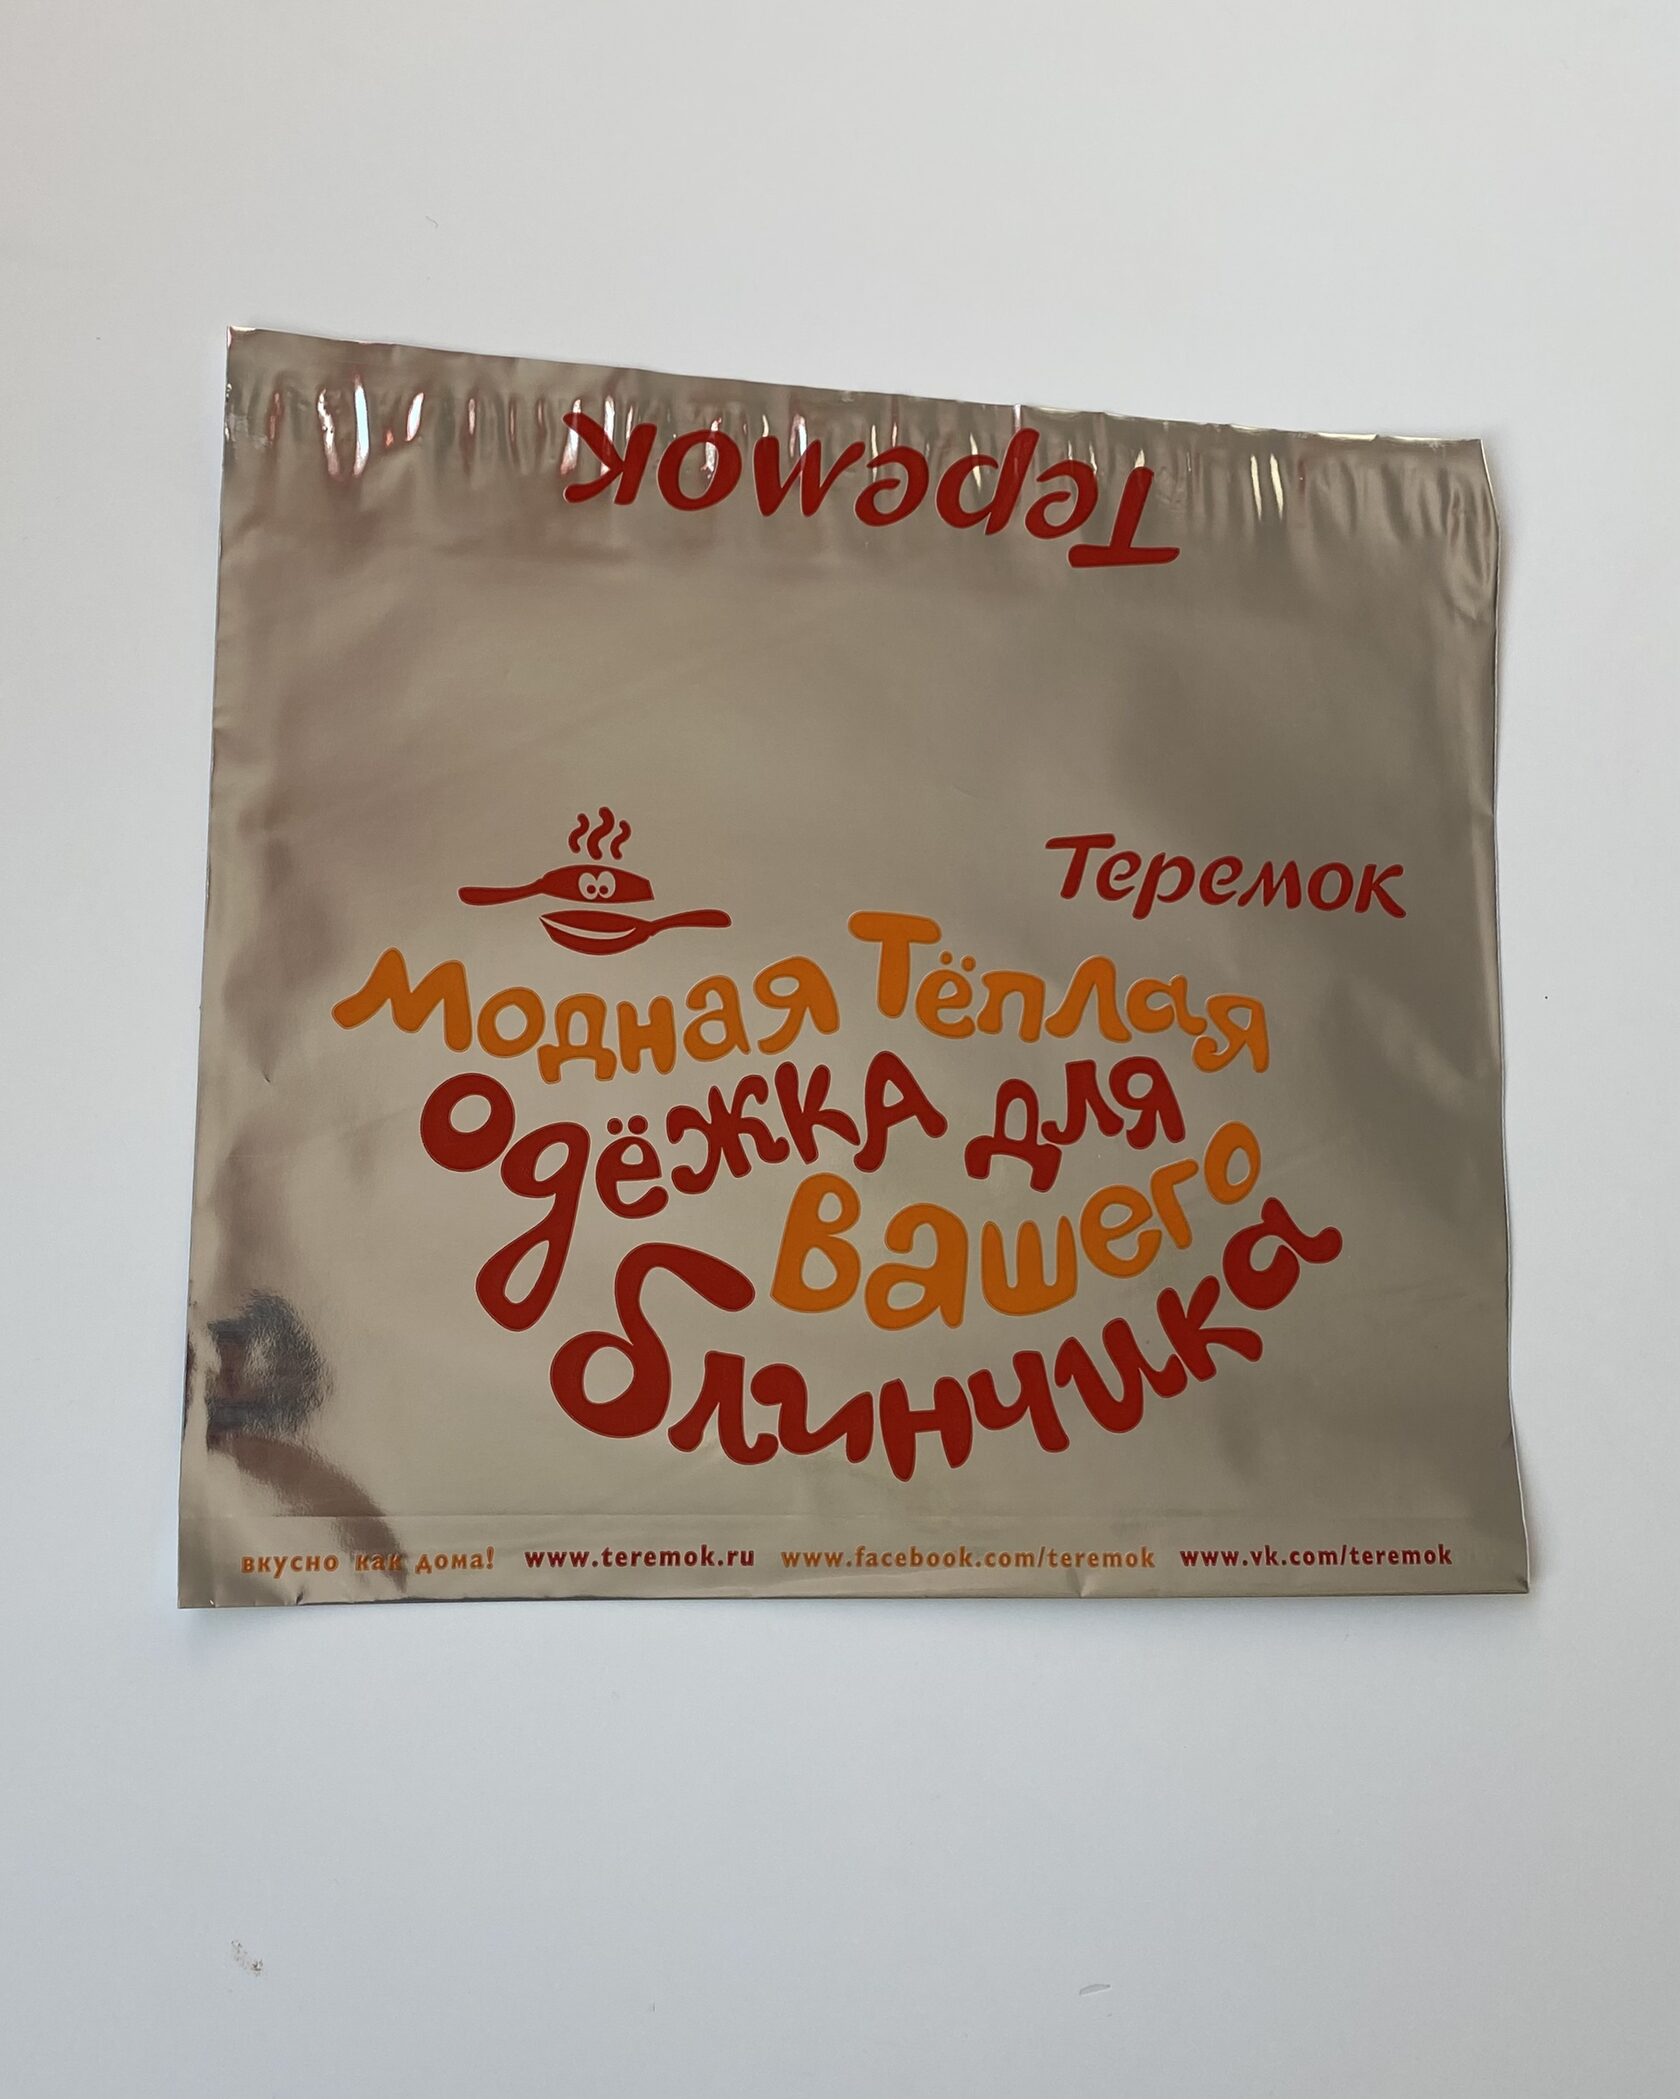 Теремок
Теремок
модная тёплая
одёжка для
вашего
блинчика
вкусно как дома! www.teremok.ru www.facebook.com/teremok www.vk.com/teremok